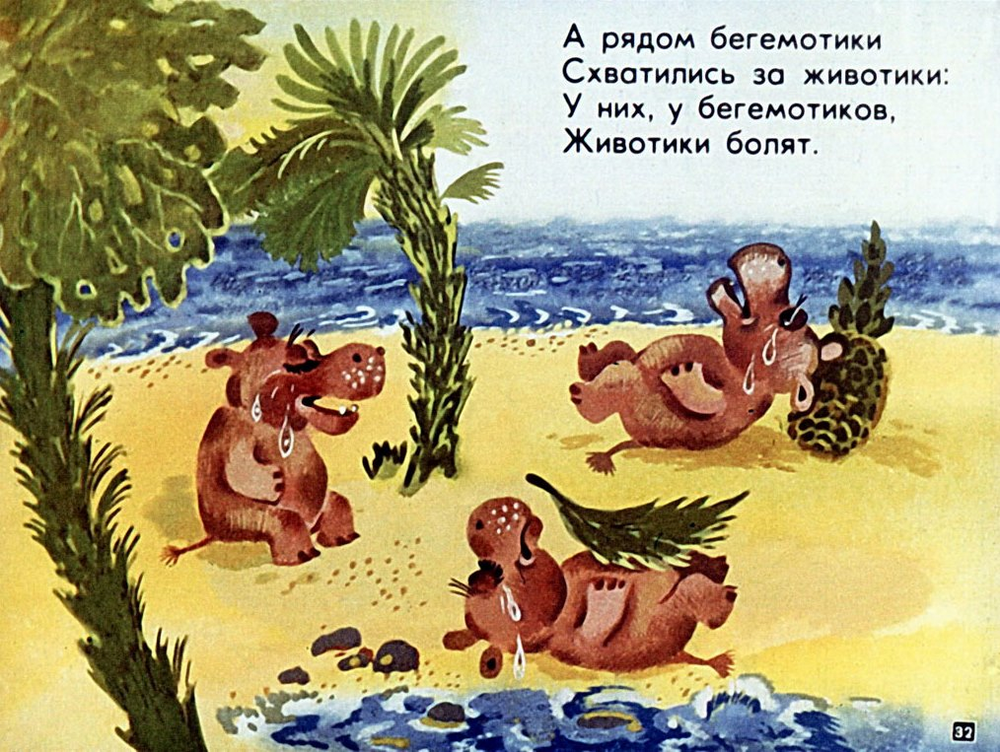 А рядом бегемотики
Схватились за животики:
У них, у бегемотиков,
Животики болят.
32